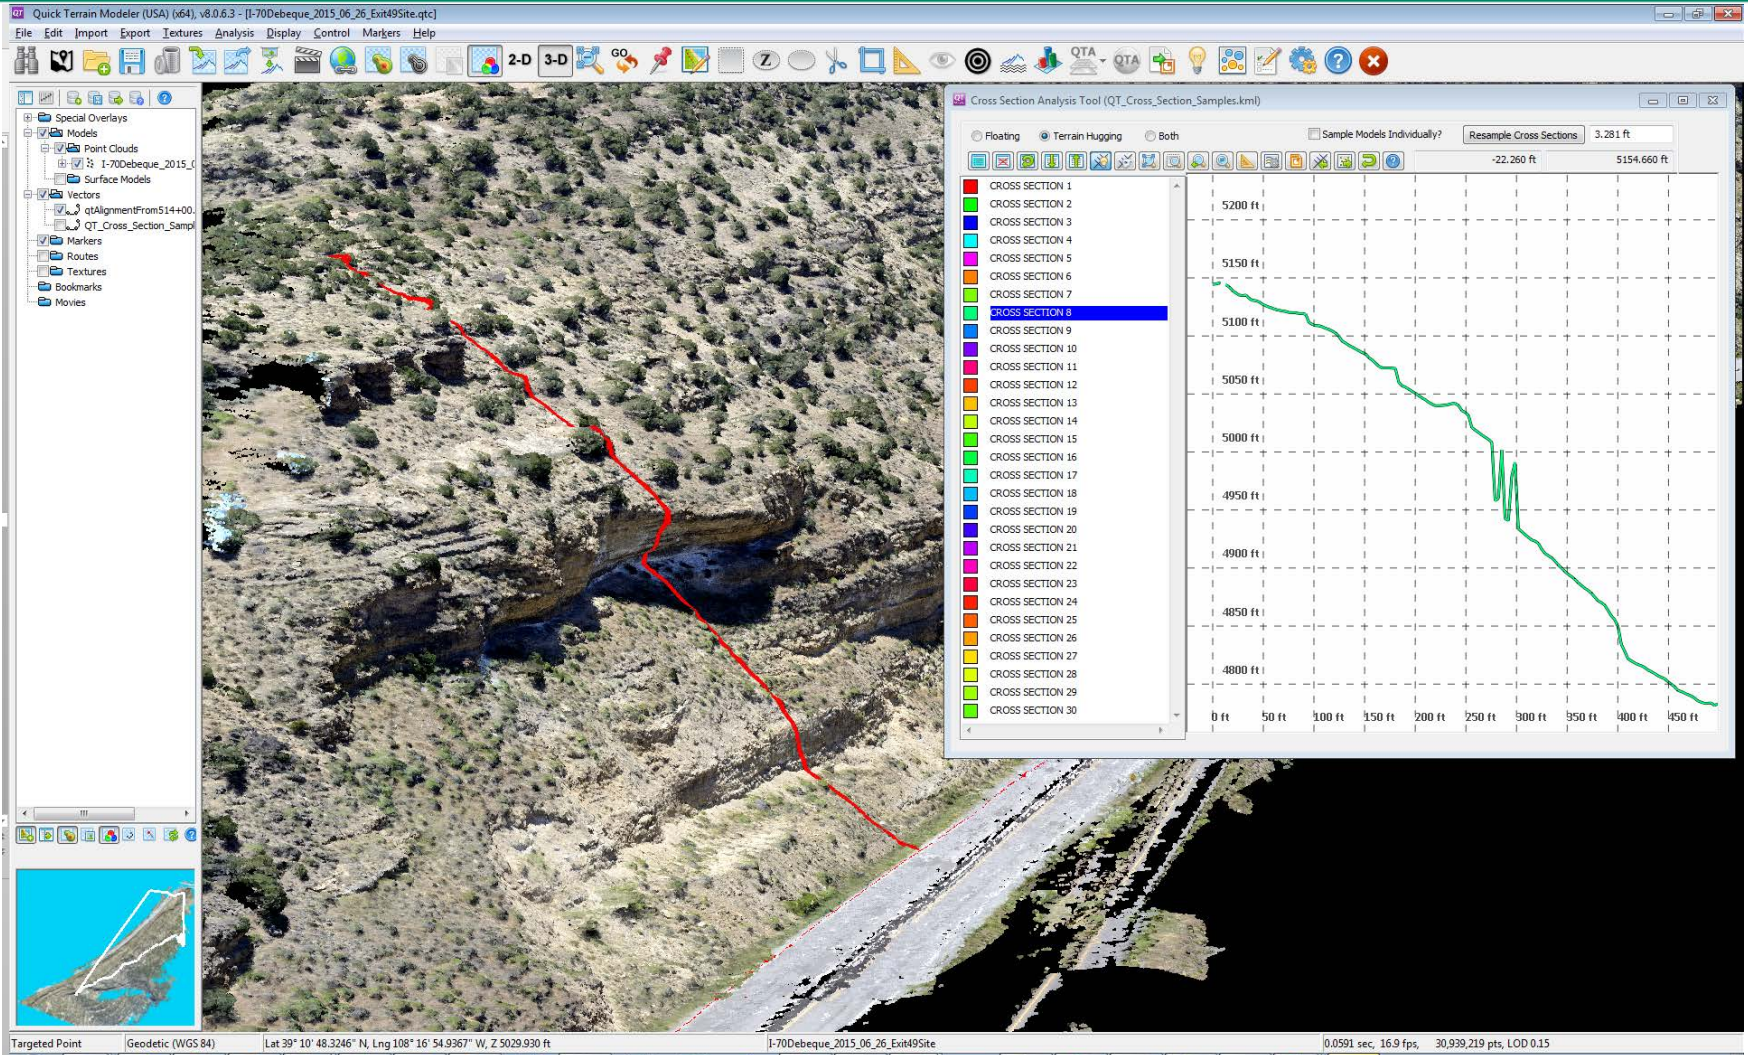 Quick Terrain Modeler (USA) (x64), v8.0.6.3 - [I-70Debeque_2015_06_26_Exit49Site.qtc]
File Edit Import Export Textures Analysis Display Control Markers Help
2-D 3-D GO Z QTA QTA
Special Overlays
Models
Point Clouds
I-70Debeque_2015_
Surface Models
Vectors
qtAlignmentFrom514+00.
QT_Cross_Section_Sampl
Markers
Routes
Textures
Bookmarks
Movies
Cross Section Analysis Tool (QT_Cross_Section_Samples.kml)
Floating Terrain Hugging Both Sample Models Individually? Resample Cross Sections 3.281 ft
-22.260 ft 5154.660 ft
CROSS SECTION 1
CROSS SECTION 2
CROSS SECTION 3
CROSS SECTION 4
CROSS SECTION 5
CROSS SECTION 6
CROSS SECTION 7
CROSS SECTION 8
CROSS SECTION 9
CROSS SECTION 10
CROSS SECTION 11
CROSS SECTION 12
CROSS SECTION 13
CROSS SECTION 14
CROSS SECTION 15
CROSS SECTION 16
CROSS SECTION 17
CROSS SECTION 18
CROSS SECTION 19
CROSS SECTION 20
CROSS SECTION 21
CROSS SECTION 22
CROSS SECTION 23
CROSS SECTION 24
CROSS SECTION 25
CROSS SECTION 26
CROSS SECTION 27
CROSS SECTION 28
CROSS SECTION 29
CROSS SECTION 30
5200 ft
5150 ft
5100 ft
5050 ft
5000 ft
4950 ft
4900 ft
4850 ft
4800 ft
0 ft 50 ft 100 ft 150 ft 200 ft 250 ft 300 ft 350 ft 400 ft 450 ft
Targeted Point Geodetic (WGS 84) Lat 39° 10' 48.3246" N, Lng 108° 16' 54.9367" W, Z 5029.930 ft I-70Debeque_2015_06_26_Exit49Site 0.0591 sec, 16.9 fps, 30,939,219 pts, LOD 0.15